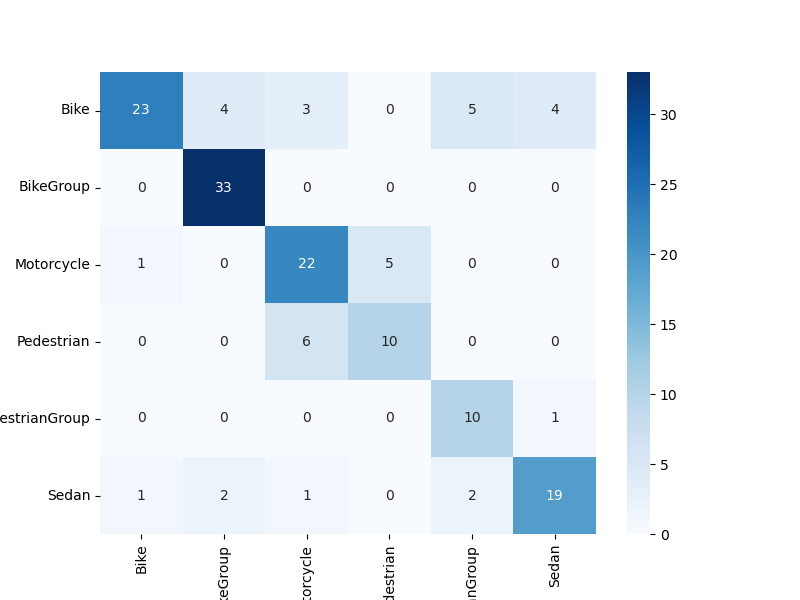 Bike 23 4 3 0 5 4
BikeGroup 0 33 0 0 0 0
Motorcycle 1 0 22 5 0 0
Pedestrian 0 0 6 10 0 0
estrianGroup 0 0 0 0 10 1
Sedan 1 2 1 0 2 19
Bike
keGroup
torcycle
destrian
nGroup
Sedan
30
25
20
15
10
5
0